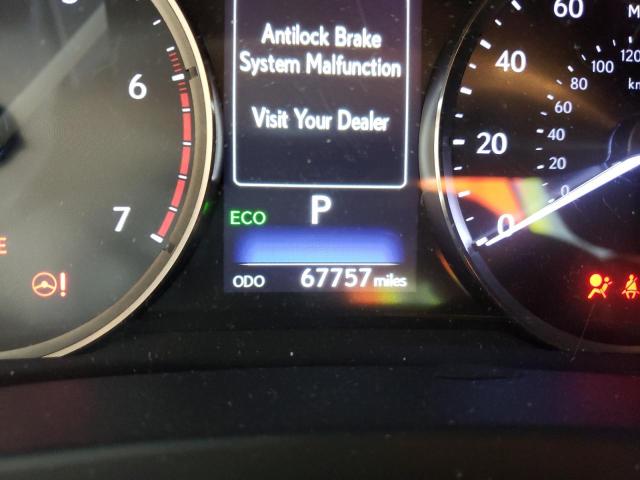 Antilock Brake
System Malfunction
Visit Your Dealer
6
7
ECO P
ODO 67757 miles
60
40
20
0
120
100
80
60
40
20
0